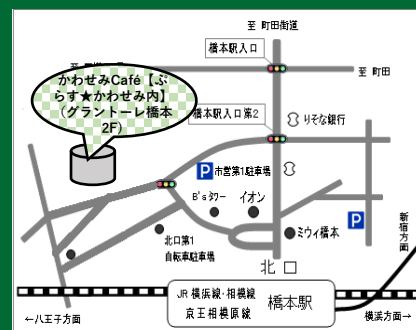 至 町田街道
橋本駅入口
至 町田
かわせみCafé【ぷ
らす★かわせみ内】
(グラントーレ橋本
2F)
橋本駅入口第2
りそな銀行
P 市営第1駐車場
B'sタワー
イオン
P
新宿方面
北口第1
自転車駐車場
ミウィ橋本
北 口
JR 横浜線・相模線
京王相模原線
橋本駅
←八王子方面
横浜方面→